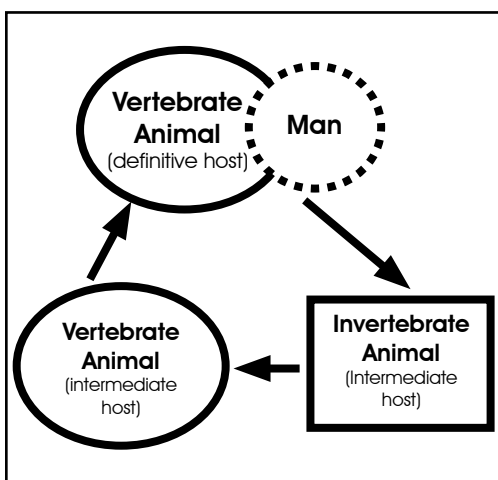 Vertebrate
Animal
(definitive host)
Man
Vertebrate
Animal
(intermediate
host)
Invertebrate
Animal
(Intermediate
host)